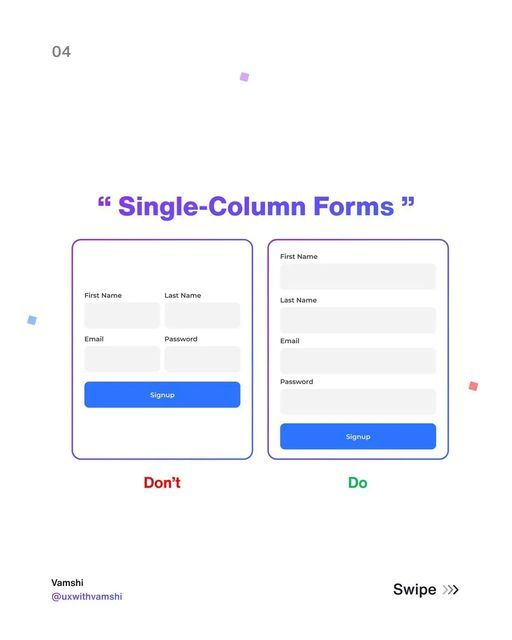 04
“ Single-Column Forms ”
First Name Last Name
Email Password
Signup
First Name
Last Name
Email
Password
Signup
Don’t
Do
Vamshi
@uxwithvamshi
Swipe